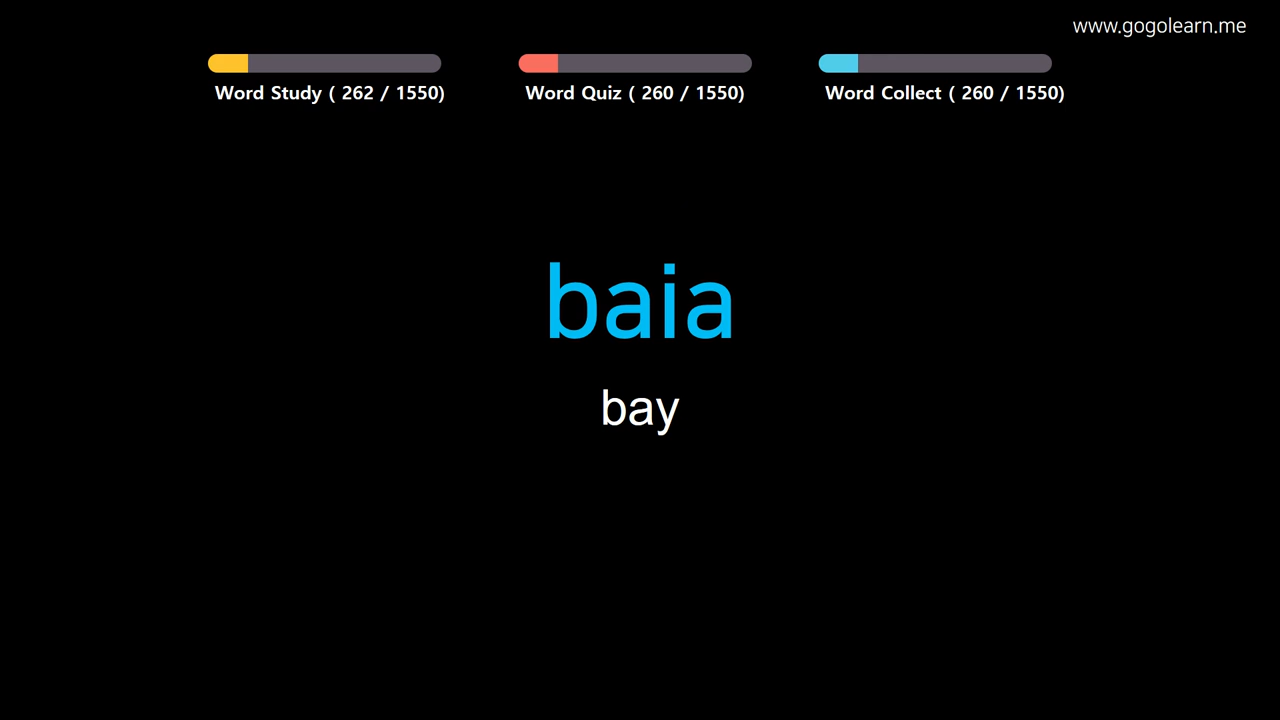 www.gogolearn.me
Word Study ( 262 / 1550)
Word Quiz ( 260 / 1550)
Word Collect ( 260 / 1550)
baia
bay